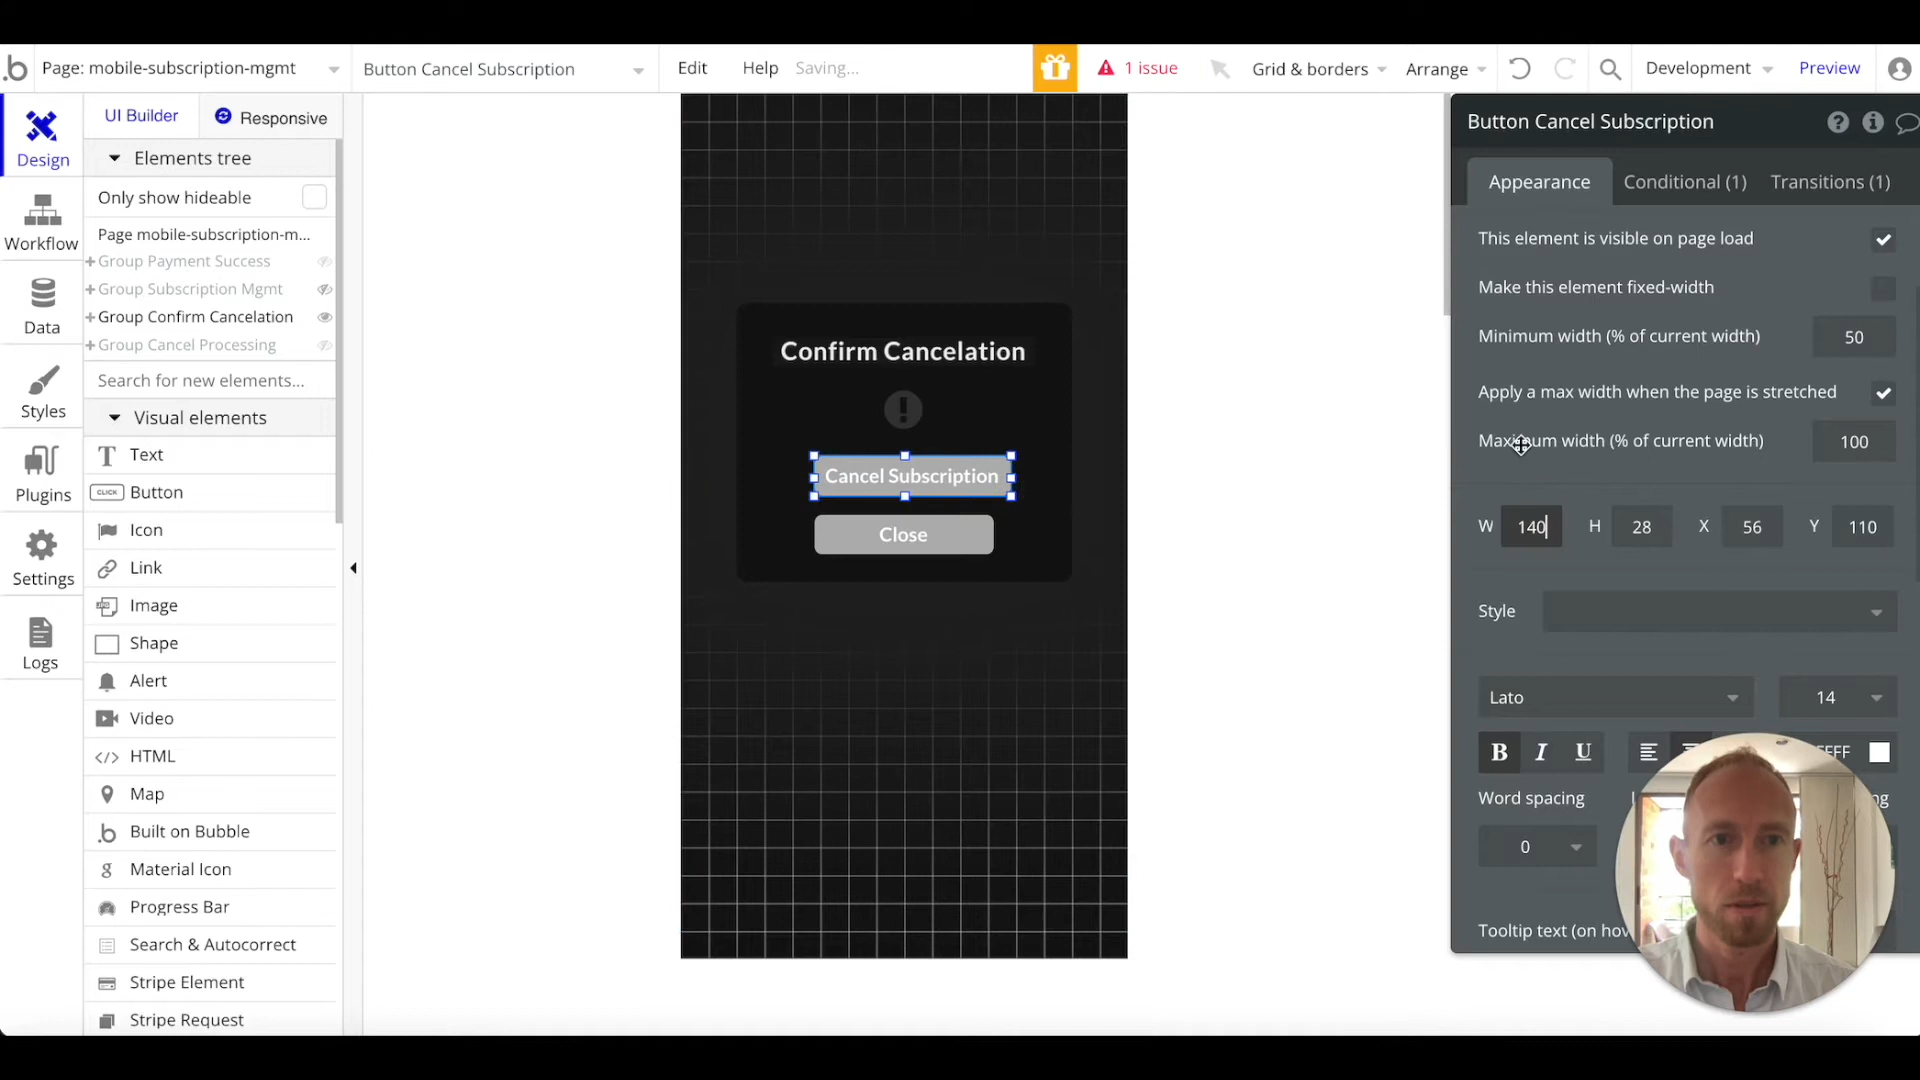 Page: mobile-subscription-mgmt
Button Cancel Subscription
Edit
Help
Saving...
1 issue
Grid & borders
Arrange
Development
Preview
Design
Workflow
Data
Styles
Plugins
Settings
Logs
UI Builder
Responsive
Elements tree
Only show hideable
Page mobile-subscription-m...
Group Payment Success
Group Subscription Mgmt
Group Confirm Cancelation
Group Cancel Processing
Search for new elements...
Visual elements
Text
CLICK Button
Icon
Link
Image
Shape
Alert
Video
HTML
Map
Built on Bubble
Material Icon
Progress Bar
Search & Autocorrect
Stripe Element
Stripe Request
Confirm Cancelation
Cancel Subscription
Close
Button Cancel Subscription
Appearance
Conditional (1)
Transitions (1)
This element is visible on page load
Make this element fixed-width
Minimum width (% of current width) 50
Apply a max width when the page is stretched
Maximum width (% of current width) 100
W 140 H 28 X 56 Y 110
Style
Lato 14
B I U
Word spacing
0
Tooltip text (on